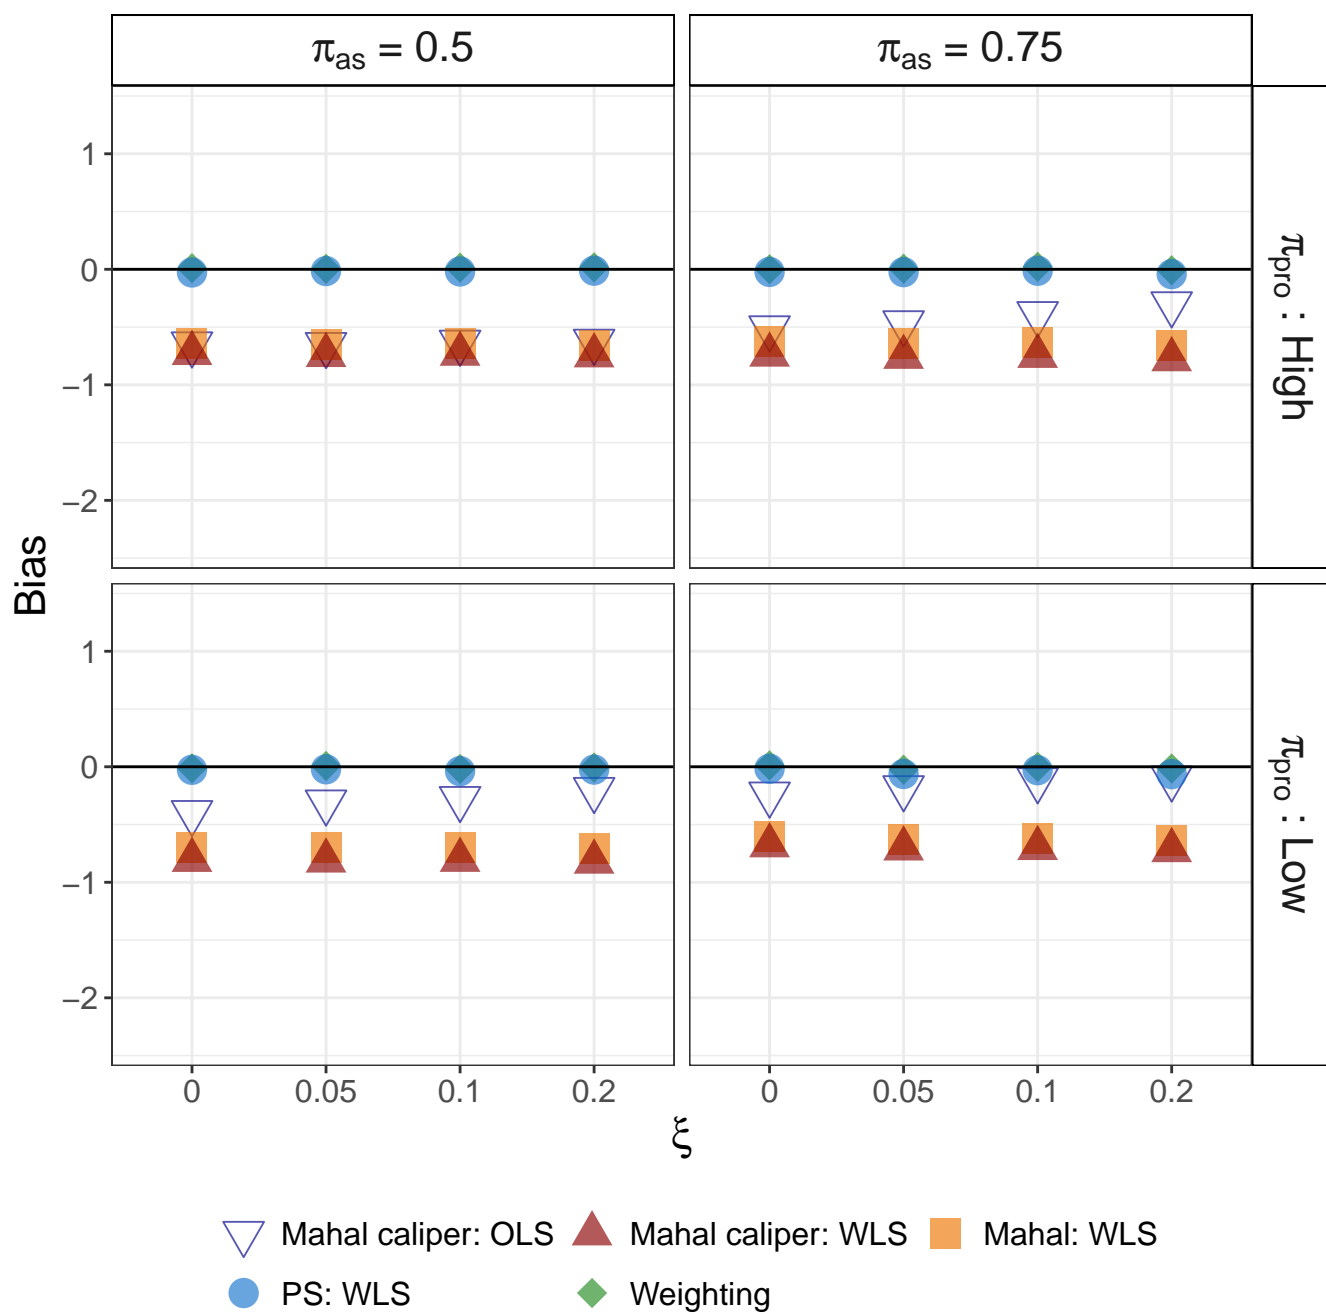 π_as = 0.5
π_as = 0.75
1
0
−1
−2
π_pro : High
Bias
1
0
−1
−2
π_pro : Low
0 0.05 0.1 0.2
0 0.05 0.1 0.2
ξ
Mahal caliper: OLS Mahal caliper: WLS Mahal: WLS
PS: WLS Weighting